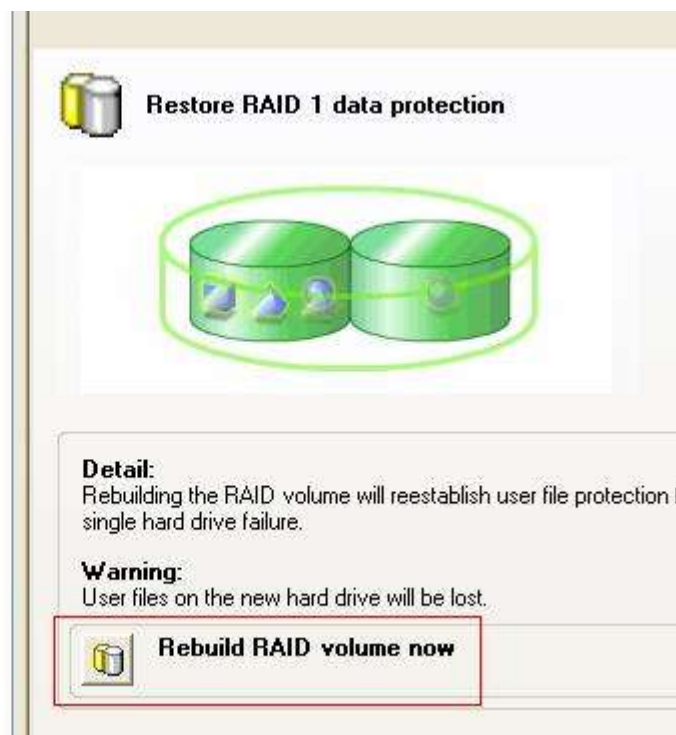 Restore RAID 1 data protection
Detail:
Rebuilding the RAID volume will reestablish user file protection
single hard drive failure.
Warning:
User files on the new hard drive will be lost.
Rebuild RAID volume now